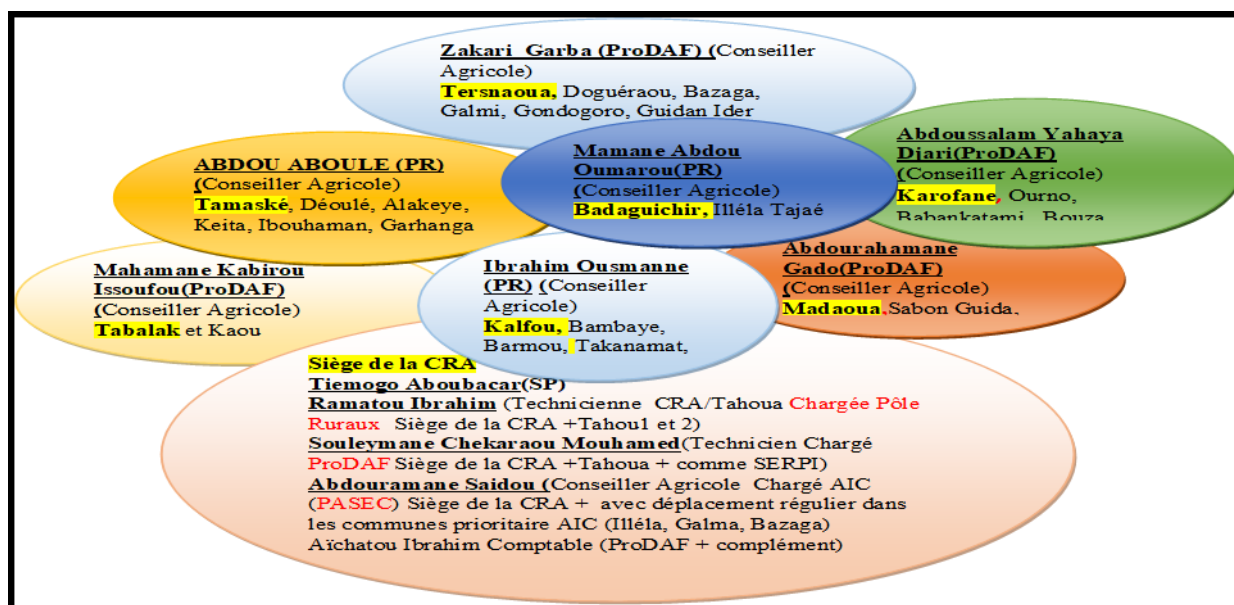 Zakari Garba (ProDAF) (Conseiller
Agricole)
Tersnaoua, Doguéraou, Bazaga,
Galmi, Gondogoro, Guidan Ider
ABDOU ABOULE (PR)
(Conseiller Agricole)
Tamaské, Déoulé, Alakeye,
Keita, Ibouhaman, Garhanga
Mamane Abdou
Oumarou(PR)
(Conseiller Agricole)
Badaguichir, Illéla Tajaé
Abdoussalam Yahaya
Djari(ProDAF)
(Conseiller Agricole)
Karofane, Ourno,
Babankatami, Bouza
Mahamane Kabirou
Issoufou(ProDAF)
(Conseiller Agricole)
Tabalak et Kaou
Ibrahim Ousmanne
(PR) (Conseiller
Agricole)
Kalfou, Bambaye,
Barmou, Takanamat,
Abdourahamane
Gado(ProDAF)
(Conseiller Agricole)
Madaoua,Sabon Guida,
Siège de la CRA
Tiemogo Aboubacar(SP)
Ramatou Ibrahim (Technicienne CRA/Tahoua Chargée Pôle
Ruraux Siège de la CRA +Tahou1 et 2)
Souleymane Chekaraou Mouhamed(Technicien Chargé
ProDAF Siège de la CRA +Tahoua + comme SERPI)
Abdouramane Saidou (Conseiller Agricole Chargé AIC
(PASEC) Siège de la CRA + avec déplacement régulier dans
les communes prioritaire AIC (Illéla, Galma, Bazaga)
Aïchatou Ibrahim Comptable (ProDAF + complément)